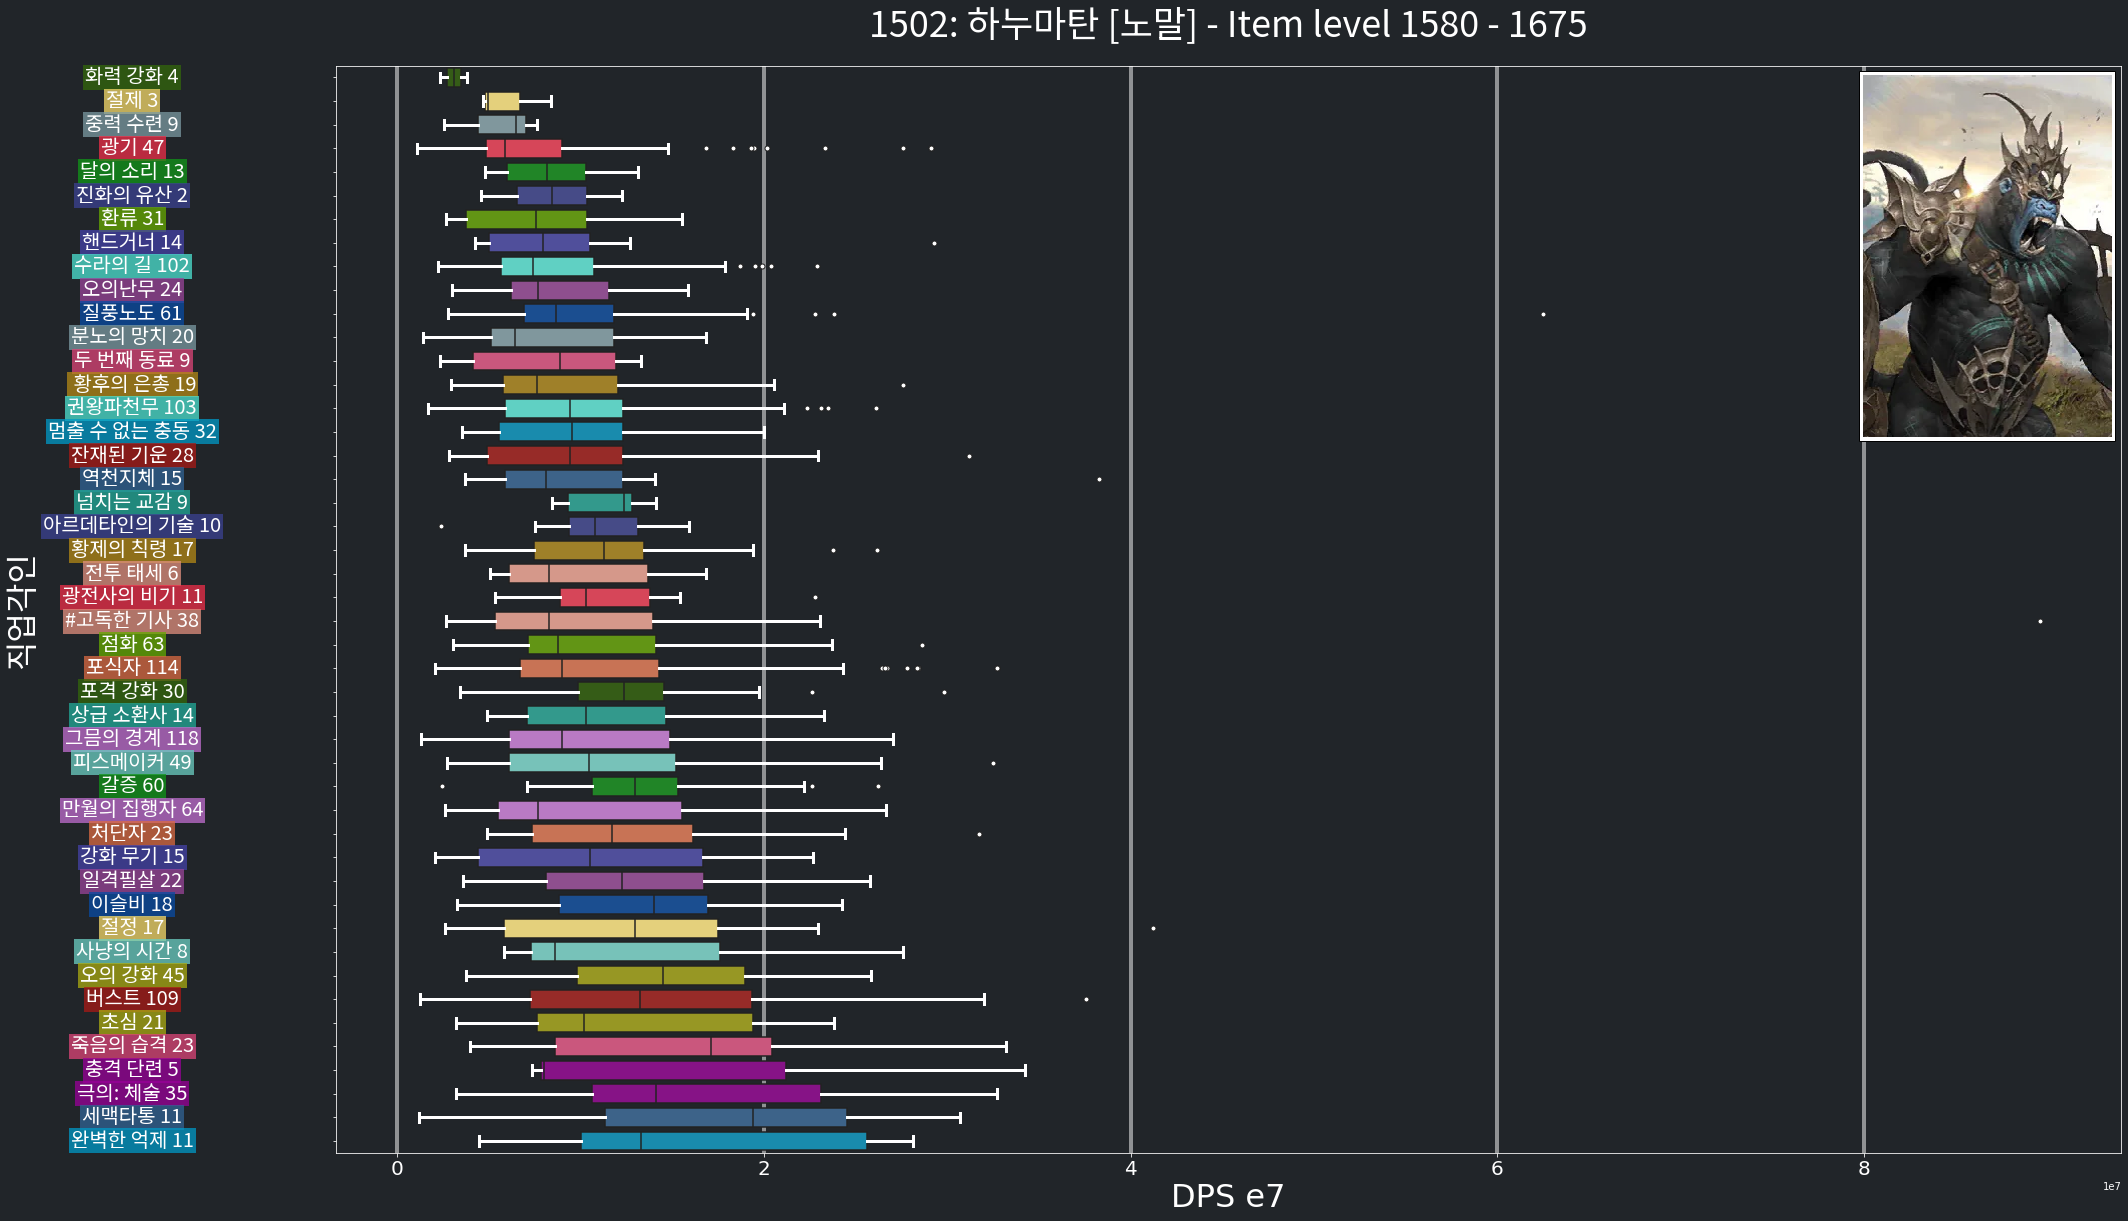 1502: 하누마탄 [노말] - Item level 1580 - 1675
화력 강화 4
절제 3
중력 수련 9
광기 47
달의 소리 13
진화의 유산 2
환류 31
핸드거너 14
수라의 길 102
오의난무 24
질풍노도 61
분노의 망치 20
두 번째 동료 9
황후의 은총 19
권왕파천무 103
멈출 수 없는 충동 32
잔재된 기운 28
역천지체 15
넘치는 교감 9
아르데타인의 기술 10
황제의 칙령 17
전투 태세 6
광전사의 비기 11
#고독한 기사 38
점화 63
포식자 114
포격 강화 30
상급 소환사 14
그믐의 경계 118
피스메이커 49
갈증 60
만월의 집행자 64
처단자 23
강화 무기 15
일격필살 22
이슬비 18
절정 17
사냥의 시간 8
오의 강화 45
버스트 109
초심 21
죽음의 습격 23
충격 단련 5
극의: 체술 35
세맥타통 11
완벽한 억제 11
직업각인
0 2 4 6 8
1e7
DPS e7